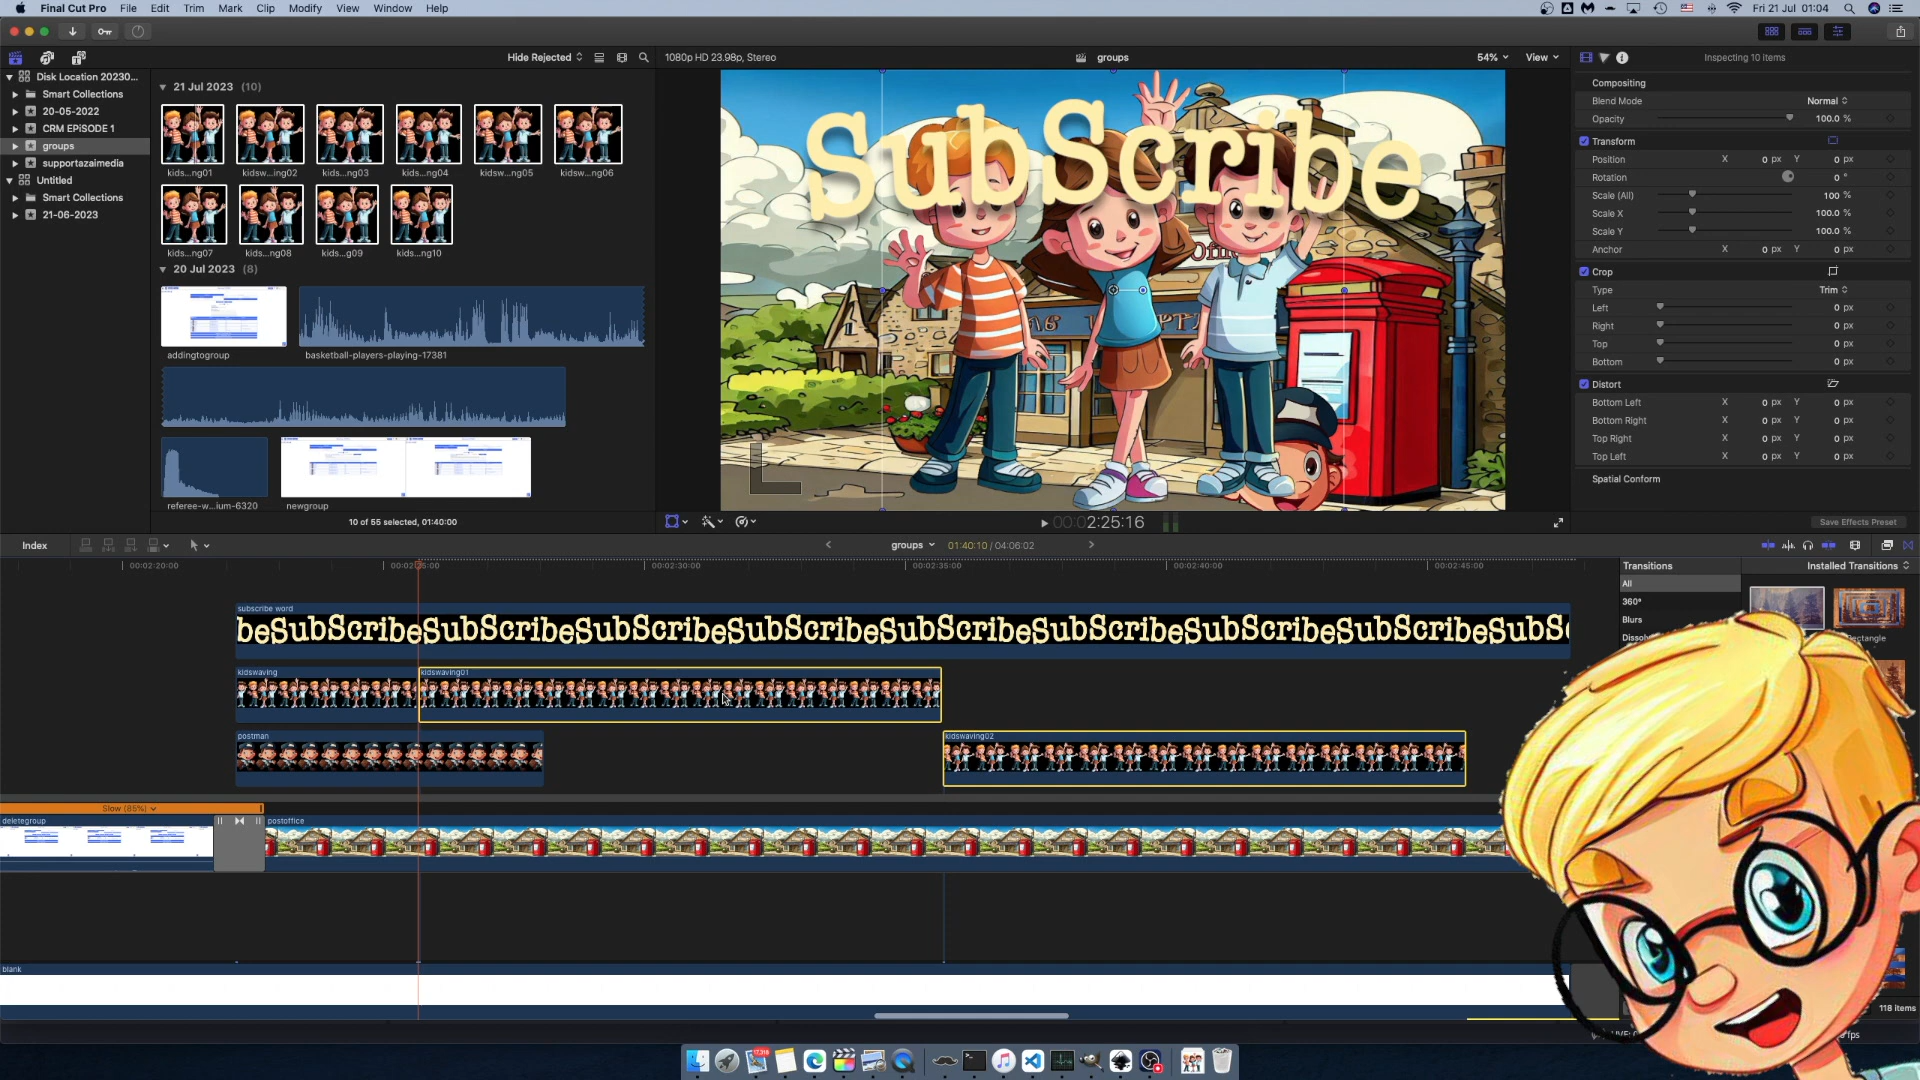 Final Cut Pro File Edit Trim Mark Clip Modify View Window Help Fri 21 Jul 01:04
Hide Rejected 1080p HD 23.98p, Stereo groups 54% View Inspecting 10 items
Disk Location 20230...
Smart Collections
20-05-2022
CRM EPiSODE 1
groups
supportazaimedia
Untitled
Smart Collections
21-06-2023
21 Jul 2023 (10)
kids...ng01 kidsw...ing02 kids...ng03 kids...ng04 kidsw...ng05 kidsw...ng06
kids...ng07 kids...ng08 kids...g09 kids...ng10
20 Jul 2023 (8)
addingtogroup basketball-players-playing-17381
referee-w...ium-6320 newgroup
10 of 55 selected, 01:40:00
SubScribe
00:02:25:16
Compositing
Blend Mode Normal
Opacity 100.0 %
Transform
Position X 0 px Y 0 px
Rotation 0 °
Scale (All) 100 %
Scale X 100.0 %
Scale Y 100.0 %
Anchor X 0 px Y 0 px
Crop
Type Trim
Left 0 px
Right 0 px
Top 0 px
Bottom 0 px
Distort
Bottom Left X 0 px Y 0 px
Bottom Right X 0 px Y 0 px
Top Right X 0 px Y 0 px
Top Left X 0 px Y 0 px
Spatial Conform
Save Effects Preset
Index groups 01:40:10 / 04:06:02
00:02:20:00 00:02:30:00 00:02:35:00 00:02:40:00 00:02:45:00
Transitions Installed Transitions
All
360°
Blurs
subscribe word
beSubScribeSubScribeSubScribeSubScribeSubScribeSubScribeSubScribeSubScribeSubSc
kidswaving kidswaving01
postman kidswaving02
Slow (85%)
deletegroup postoffice
blank
118 items